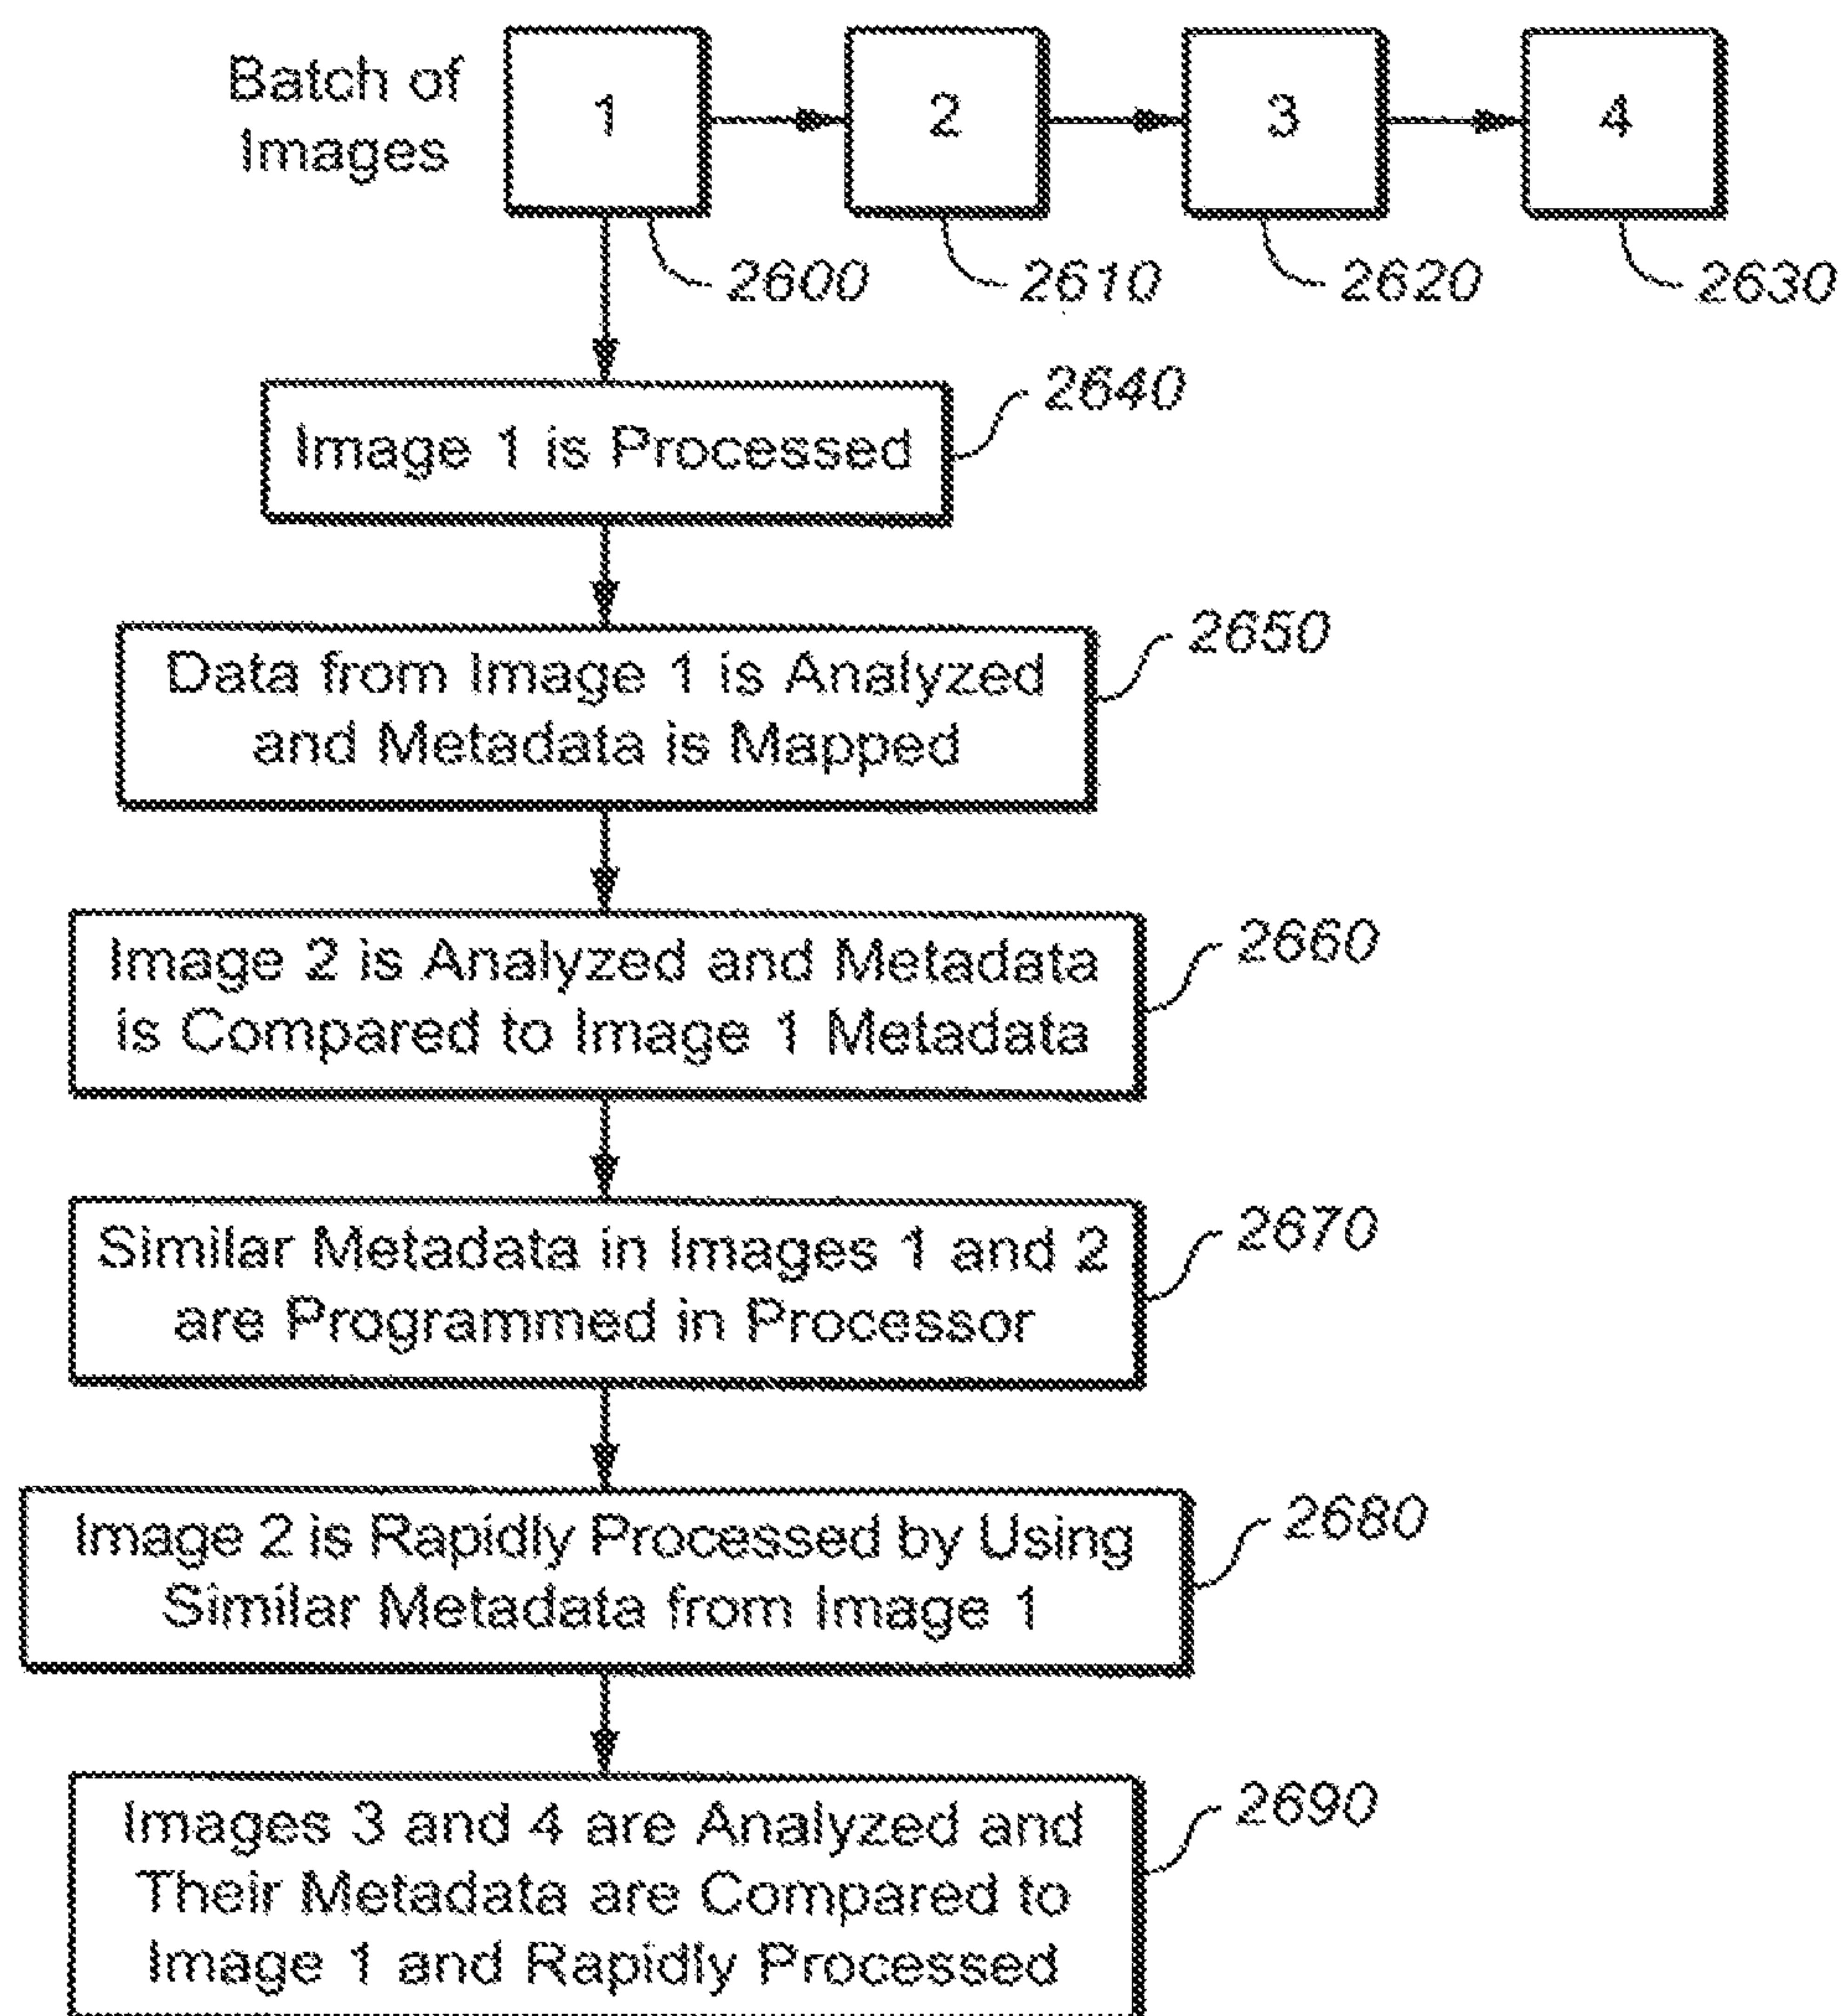 Batch of
Images
1
2
3
4
2600
2610
2620
2630
2640
Image 1 is Processed
2650
Data from Image 1 is Analyzed
and Metadata is Mapped
2660
Image 2 is Analyzed and Metadata
is Compared to Image 1 Metadata
2670
Similar Metadata in Images 1 and 2
are Programmed in Processor
2680
Image 2 is Rapidly Processed by Using
Similar Metadata from Image 1
2690
Images 3 and 4 are Analyzed and
Their Metadata are Compared to
Image 1 and Rapidly Processed